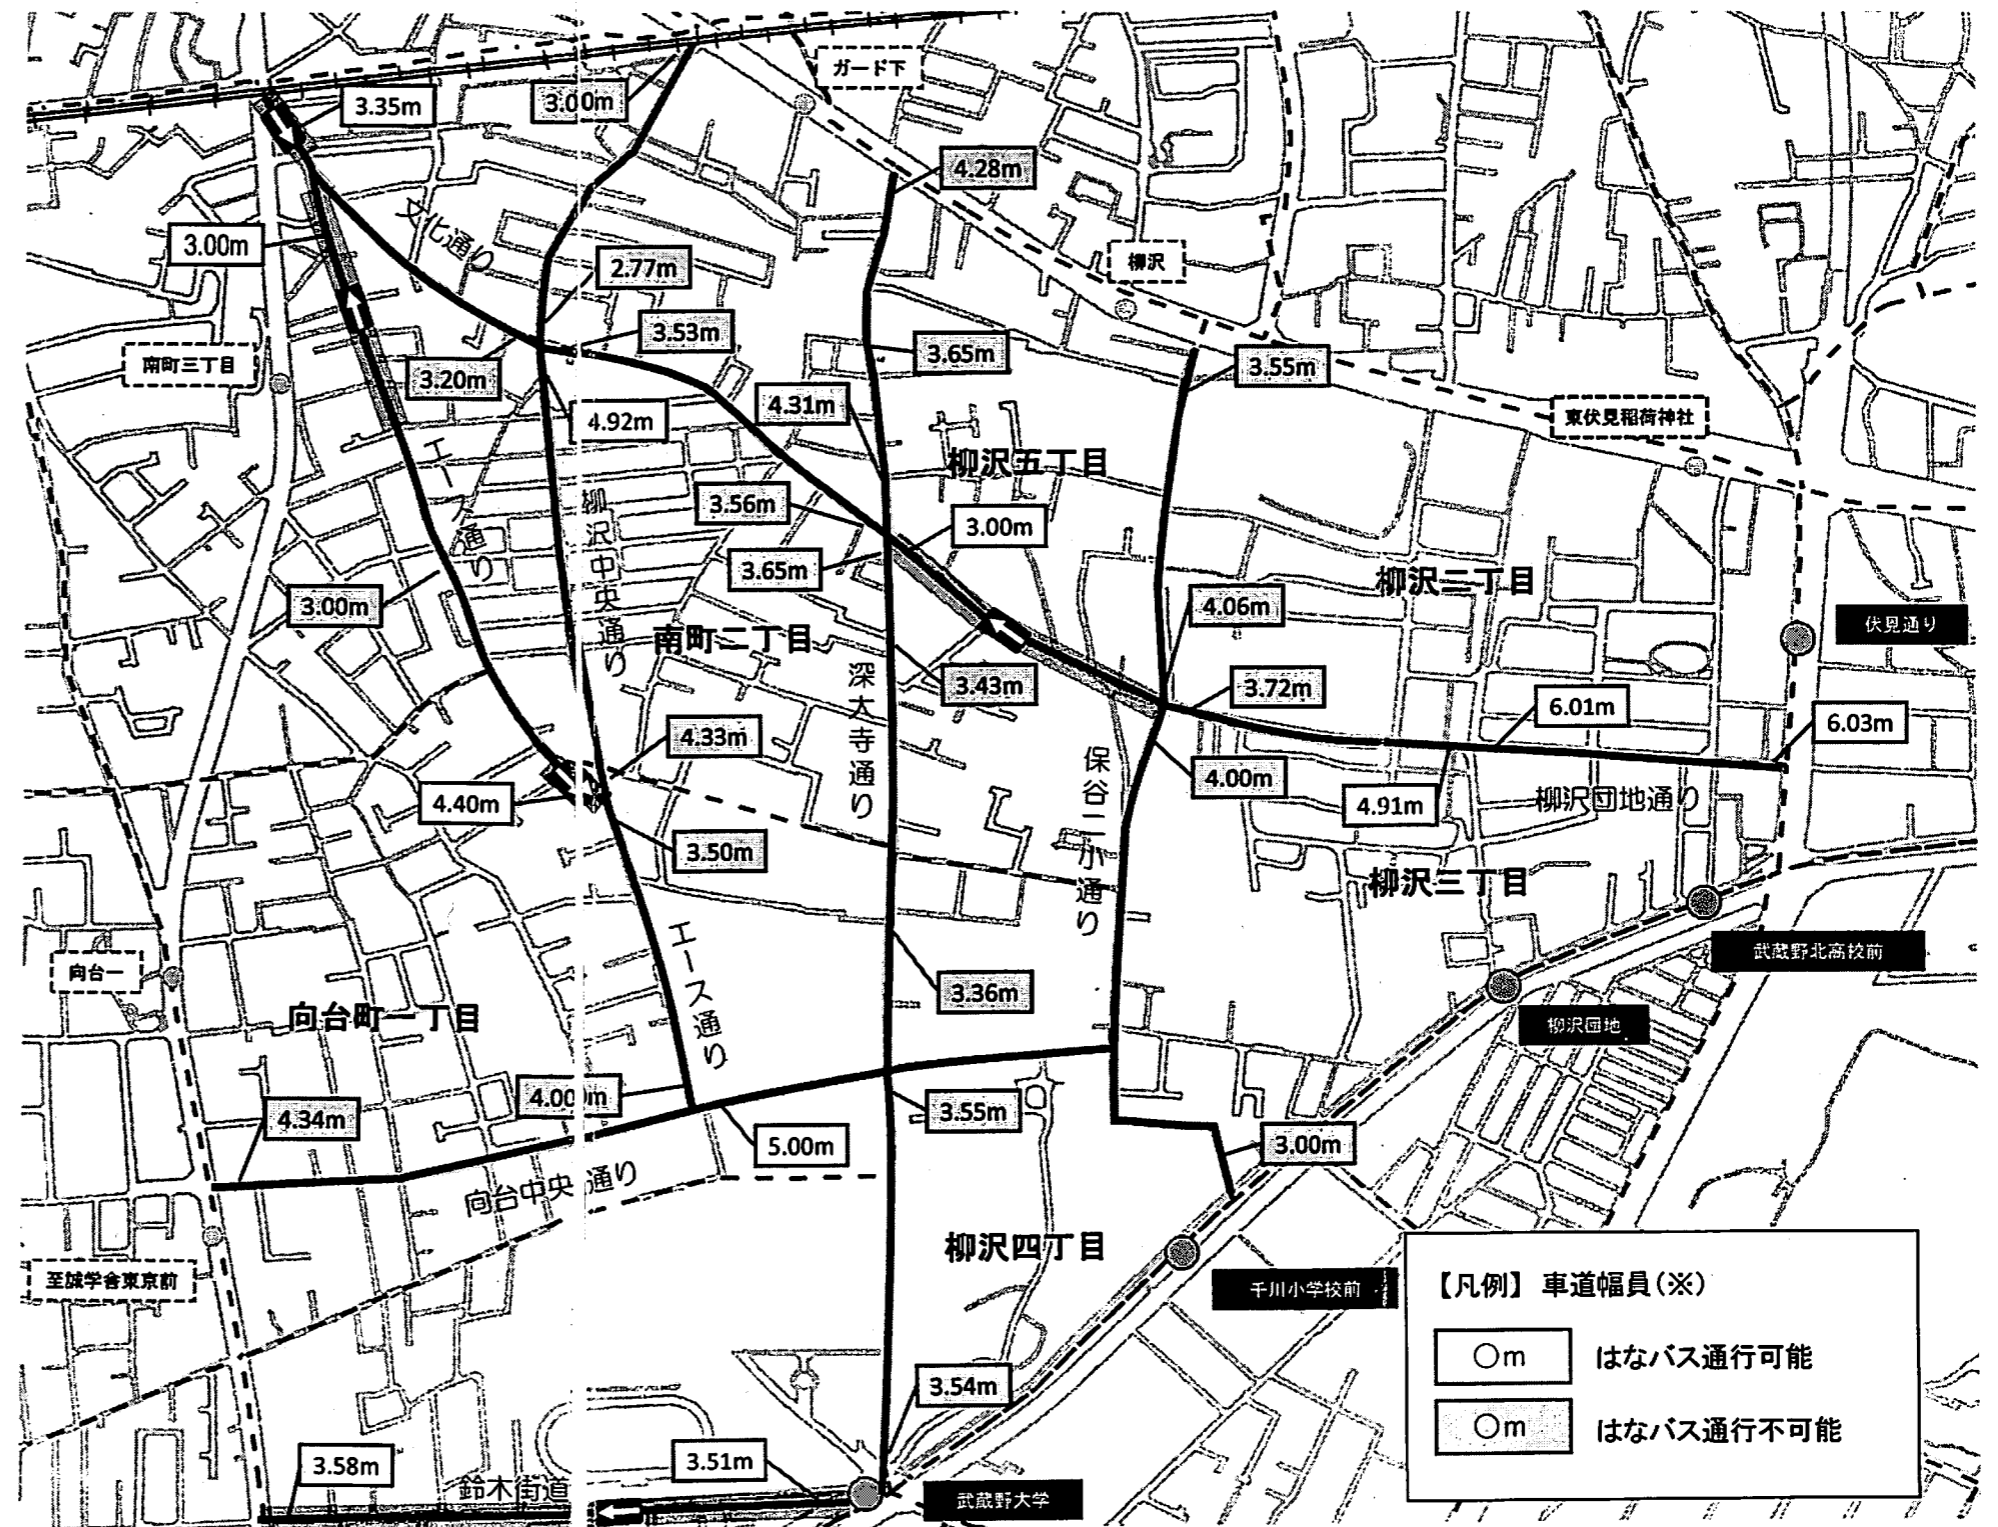 ガード下
3.35m
3.00m
4.28m
文化通り
3.00m
2.77m
柳沢
3.53m
南町三丁目
3.20m
3.65m
3.55m
4.92m
4.31m
東伏見稲荷神社
柳沢五丁目
エース通り
柳沢中央通り
3.56m
3.00m
3.65m
柳沢二丁目
3.00m
4.06m
伏見通り
南町二丁目
深大寺通り
3.43m
3.72m
6.01m
6.03m
4.33m
保谷二小通り
4.00m
4.40m
4.91m
柳沢団地通り
3.50m
柳沢三丁目
エース通り
武蔵野北高校前
向台一
3.36m
向台町一丁目
柳沢団地
4.00m
4.34m
3.55m
5.00m
3.00m
向台中央通り
柳沢四丁目
至誠学舎東京前
千川小学校前
【凡例】 車道幅員(※)
○m はなバス通行可能
○m はなバス通行不可能
3.54m
3.58m
3.51m
鈴木街道
武蔵野大学